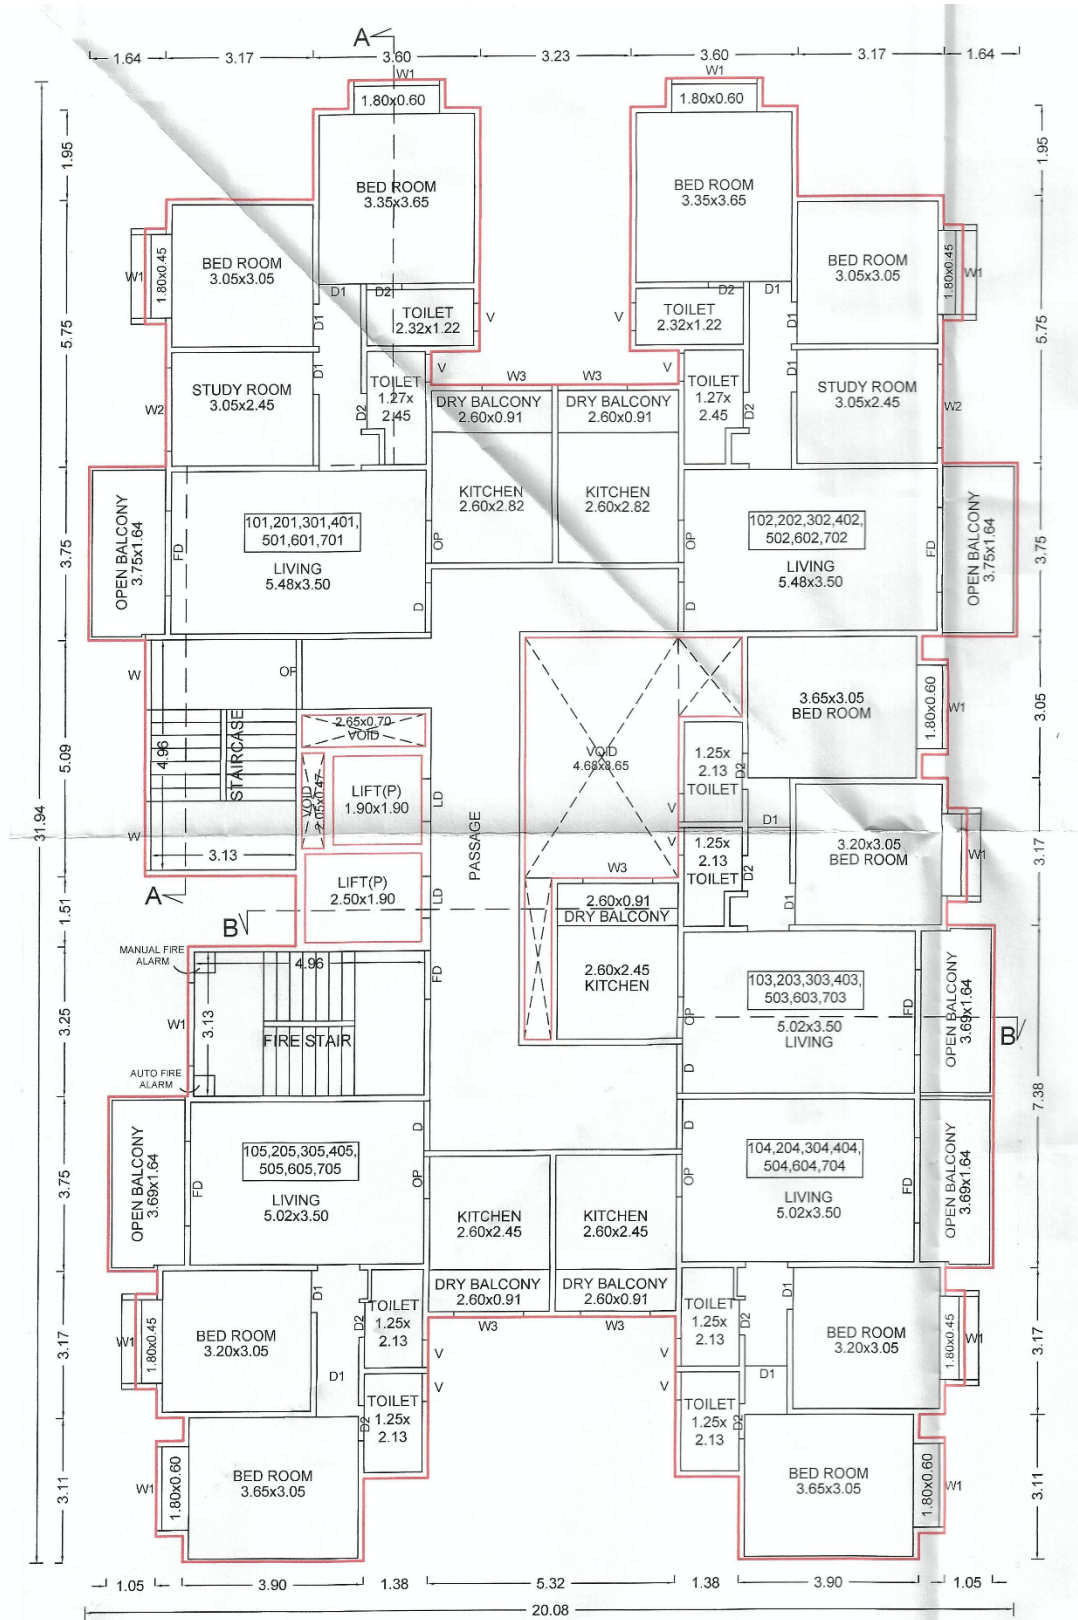 A
1.64 3.17 3.60 3.23 3.60 3.17 1.64
W1 W1
1.80x0.60 1.80x0.60
1.95 1.95
BED ROOM
3.35x3.65
BED ROOM
3.35x3.65
BED ROOM
3.05x3.05
BED ROOM
3.05x3.05
W1 1.80x0.45
1.80x0.45 W1
D1 D2 D2 D1
TOILET
2.32x1.22
TOILET
2.32x1.22
V V
D1 D1
5.75 5.75
V W3 W3 V
STUDY ROOM
3.05x2.45
STUDY ROOM
3.05x2.45
D1 D1
TOILET
1.27x
2.45
TOILET
1.27x
2.45
D2 D2
W2 W2
DRY BALCONY
2.60x0.91
DRY BALCONY
2.60x0.91
KITCHEN
2.60x2.82
KITCHEN
2.60x2.82
OPEN BALCONY
3.75x1.64
FD
101,201,301,401,
501,601,701
LIVING
5.48x3.50
OP
D
OP
D
102,202,302,402,
502,602,702
LIVING
5.48x3.50
FD
OPEN BALCONY
3.75x1.64
3.75 3.75
W
OP
STAIRCASE
4.96
3.13
W
5.09
2.65x0.70
VOID
VOID
2.05x0.47
LIFT(P)
1.90x1.90
LD
LIFT(P)
2.50x1.90
LD
PASSAGE
VOID
4.68x3.65
3.65x3.05
BED ROOM
1.80x0.60
W1
3.05
1.25x
2.13
TOILET
D2
V
V
D1
1.25x
2.13
TOILET
D2
D1
3.20x3.05
BED ROOM
W1
3.17
31.94
A
B
1.51
W3
2.60x0.91
DRY BALCONY
2.60x2.45
KITCHEN
MANUAL FIRE
ALARM
4.96
3.13
FD
FIRE STAIR
W1
AUTO FIRE
ALARM
3.25
103,203,303,403,
503,603,703
5.02x3.50
LIVING
OP
D
FD
OPEN BALCONY
3.69x1.64
B
7.38
OPEN BALCONY
3.69x1.64
FD
105,205,305,405,
505,605,705
LIVING
5.02x3.50
D
OP
D
OP
104,204,304,404,
504,604,704
LIVING
5.02x3.50
FD
OPEN BALCONY
3.69x1.64
3.75
KITCHEN
2.60x2.45
KITCHEN
2.60x2.45
DRY BALCONY
2.60x0.91
DRY BALCONY
2.60x0.91
W3 W3
BED ROOM
3.20x3.05
BED ROOM
3.20x3.05
W1 1.80x0.45
1.80x0.45 W1
D1 D1
TOILET
1.25x
2.13
TOILET
1.25x
2.13
D2 D2
V V
V V
3.17 3.17
D1 D1
TOILET
1.25x
2.13
TOILET
1.25x
2.13
D2 D2
BED ROOM
3.65x3.05
BED ROOM
3.65x3.05
W1 1.80x0.60
1.80x0.60 W1
3.11 3.11
1.05 3.90 1.38 5.32 1.38 3.90 1.05
20.08